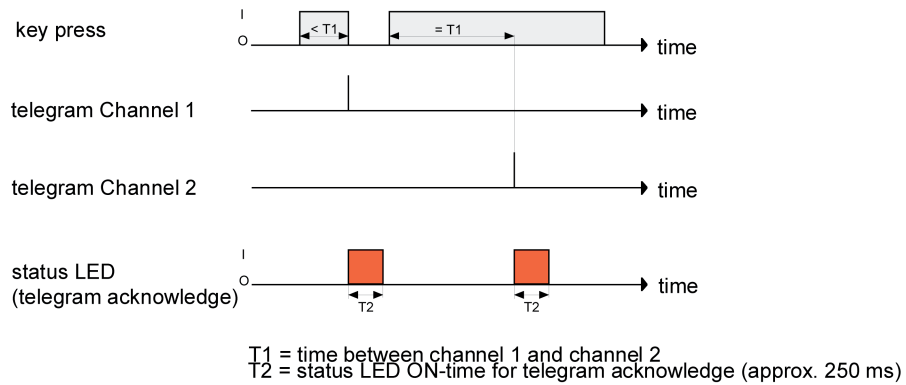 I
key press
< T1
= T1
O
time
telegram Channel 1
time
telegram Channel 2
time
I
status LED
O
time
(telegram acknowledge)
T2
T2
T1 = time between channel 1 and channel 2
T2 = status LED ON-time for telegram acknowledge (approx. 250 ms)